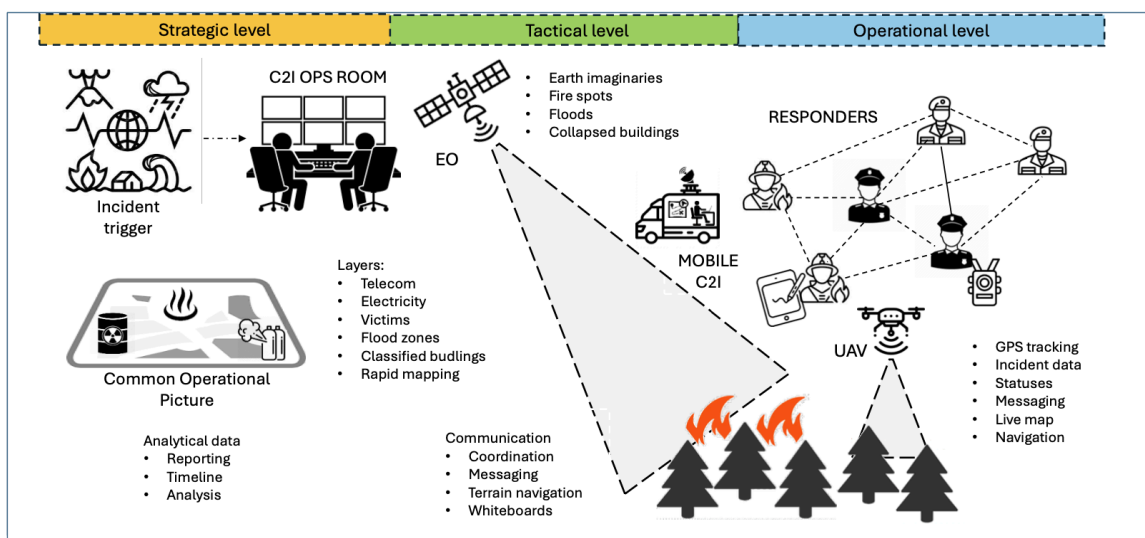 Strategic level
Tactical level
Operational level
Incident
trigger
C2I OPS ROOM
EO
• Earth imaginaries
• Fire spots
• Floods
• Collapsed buildings
RESPONDERS
MOBILE
C2I
Common Operational
Picture
Layers:
• Telecom
• Electricity
• Victims
• Flood zones
• Classified budlings
• Rapid mapping
UAV
• GPS tracking
• Incident data
• Statuses
• Messaging
• Live map
• Navigation
Analytical data
• Reporting
• Timeline
• Analysis
Communication
• Coordination
• Messaging
• Terrain navigation
• Whiteboards